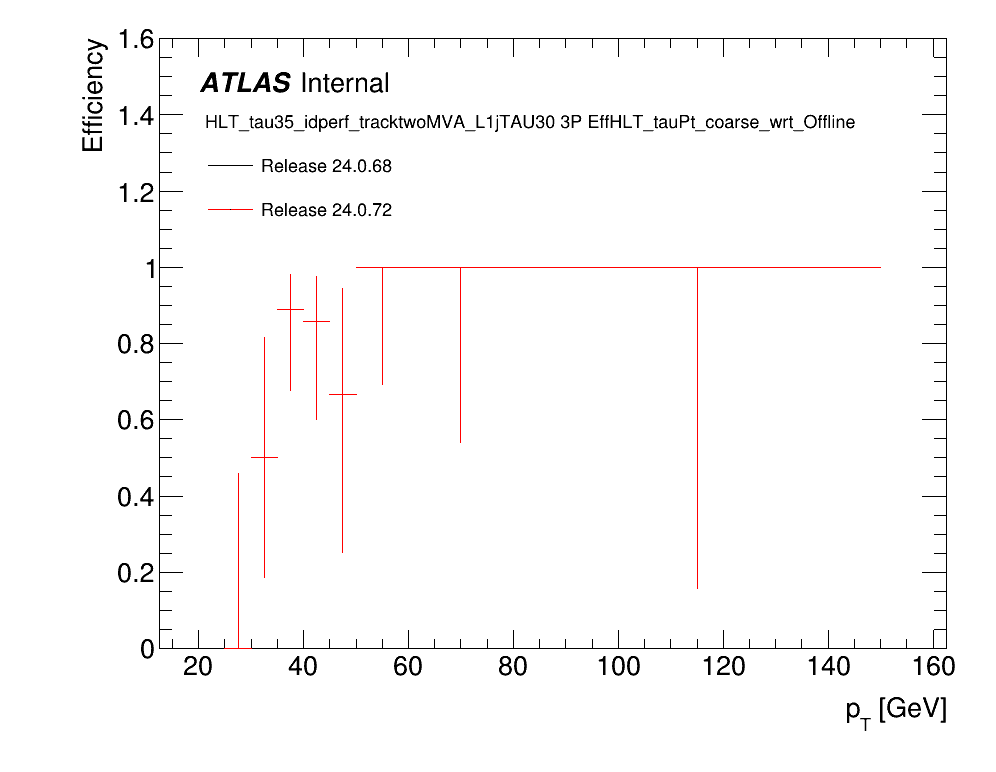 ATLAS Internal
HLT_tau35_idperf_tracktwoMVA_L1jTAU30 3P EffHLT_tauPt_coarse_wrt_Offline
Release 24.0.68
Release 24.0.72
Efficiency
1.6
1.4
1.2
1
0.8
0.6
0.4
0.2
0
20 40 60 80 100 120 140 160
p_T [GeV]